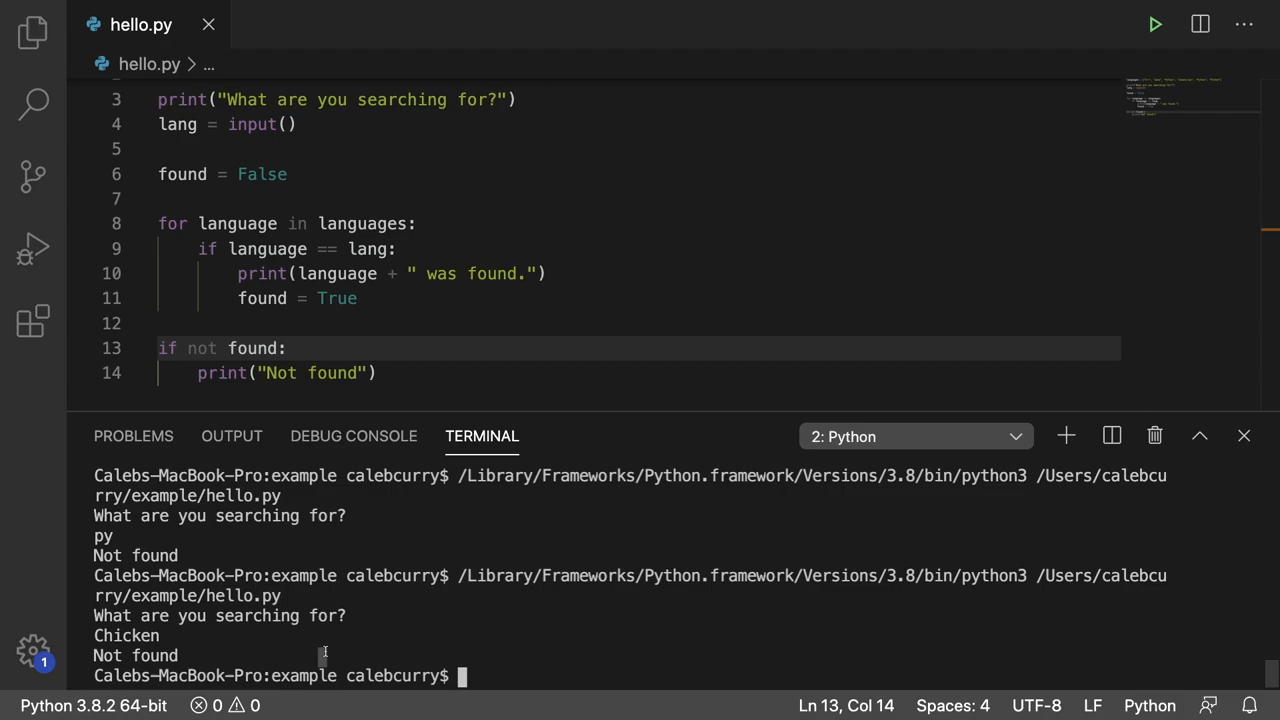 hello.py
hello.py > ...
3 print("What are you searching for?")
4 lang = input()
5
6 found = False
7
8 for language in languages:
9     if language == lang:
10         print(language + " was found.")
11         found = True
12
13 if not found:
14     print("Not found")
PROBLEMS OUTPUT DEBUG CONSOLE TERMINAL 2: Python
Calebs-MacBook-Pro:example calebcurry$ /Library/Frameworks/Python.framework/Versions/3.8/bin/python3 /Users/calebcu
rry/example/hello.py
What are you searching for?
py
Not found
Calebs-MacBook-Pro:example calebcurry$ /Library/Frameworks/Python.framework/Versions/3.8/bin/python3 /Users/calebcu
rry/example/hello.py
What are you searching for?
Chicken
Not found
Calebs-MacBook-Pro:example calebcurry$
1
Python 3.8.2 64-bit 0 0 Ln 13, Col 14 Spaces: 4 UTF-8 LF Python